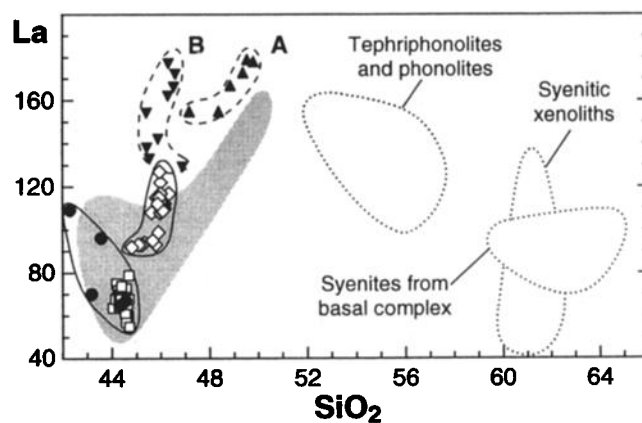 La
160
120
80
40
B
A
Tephriphonolites
and phonolites
Syenitic
xenoliths
Syenites from
basal complex
44
48
52
56
60
64
SiO₂